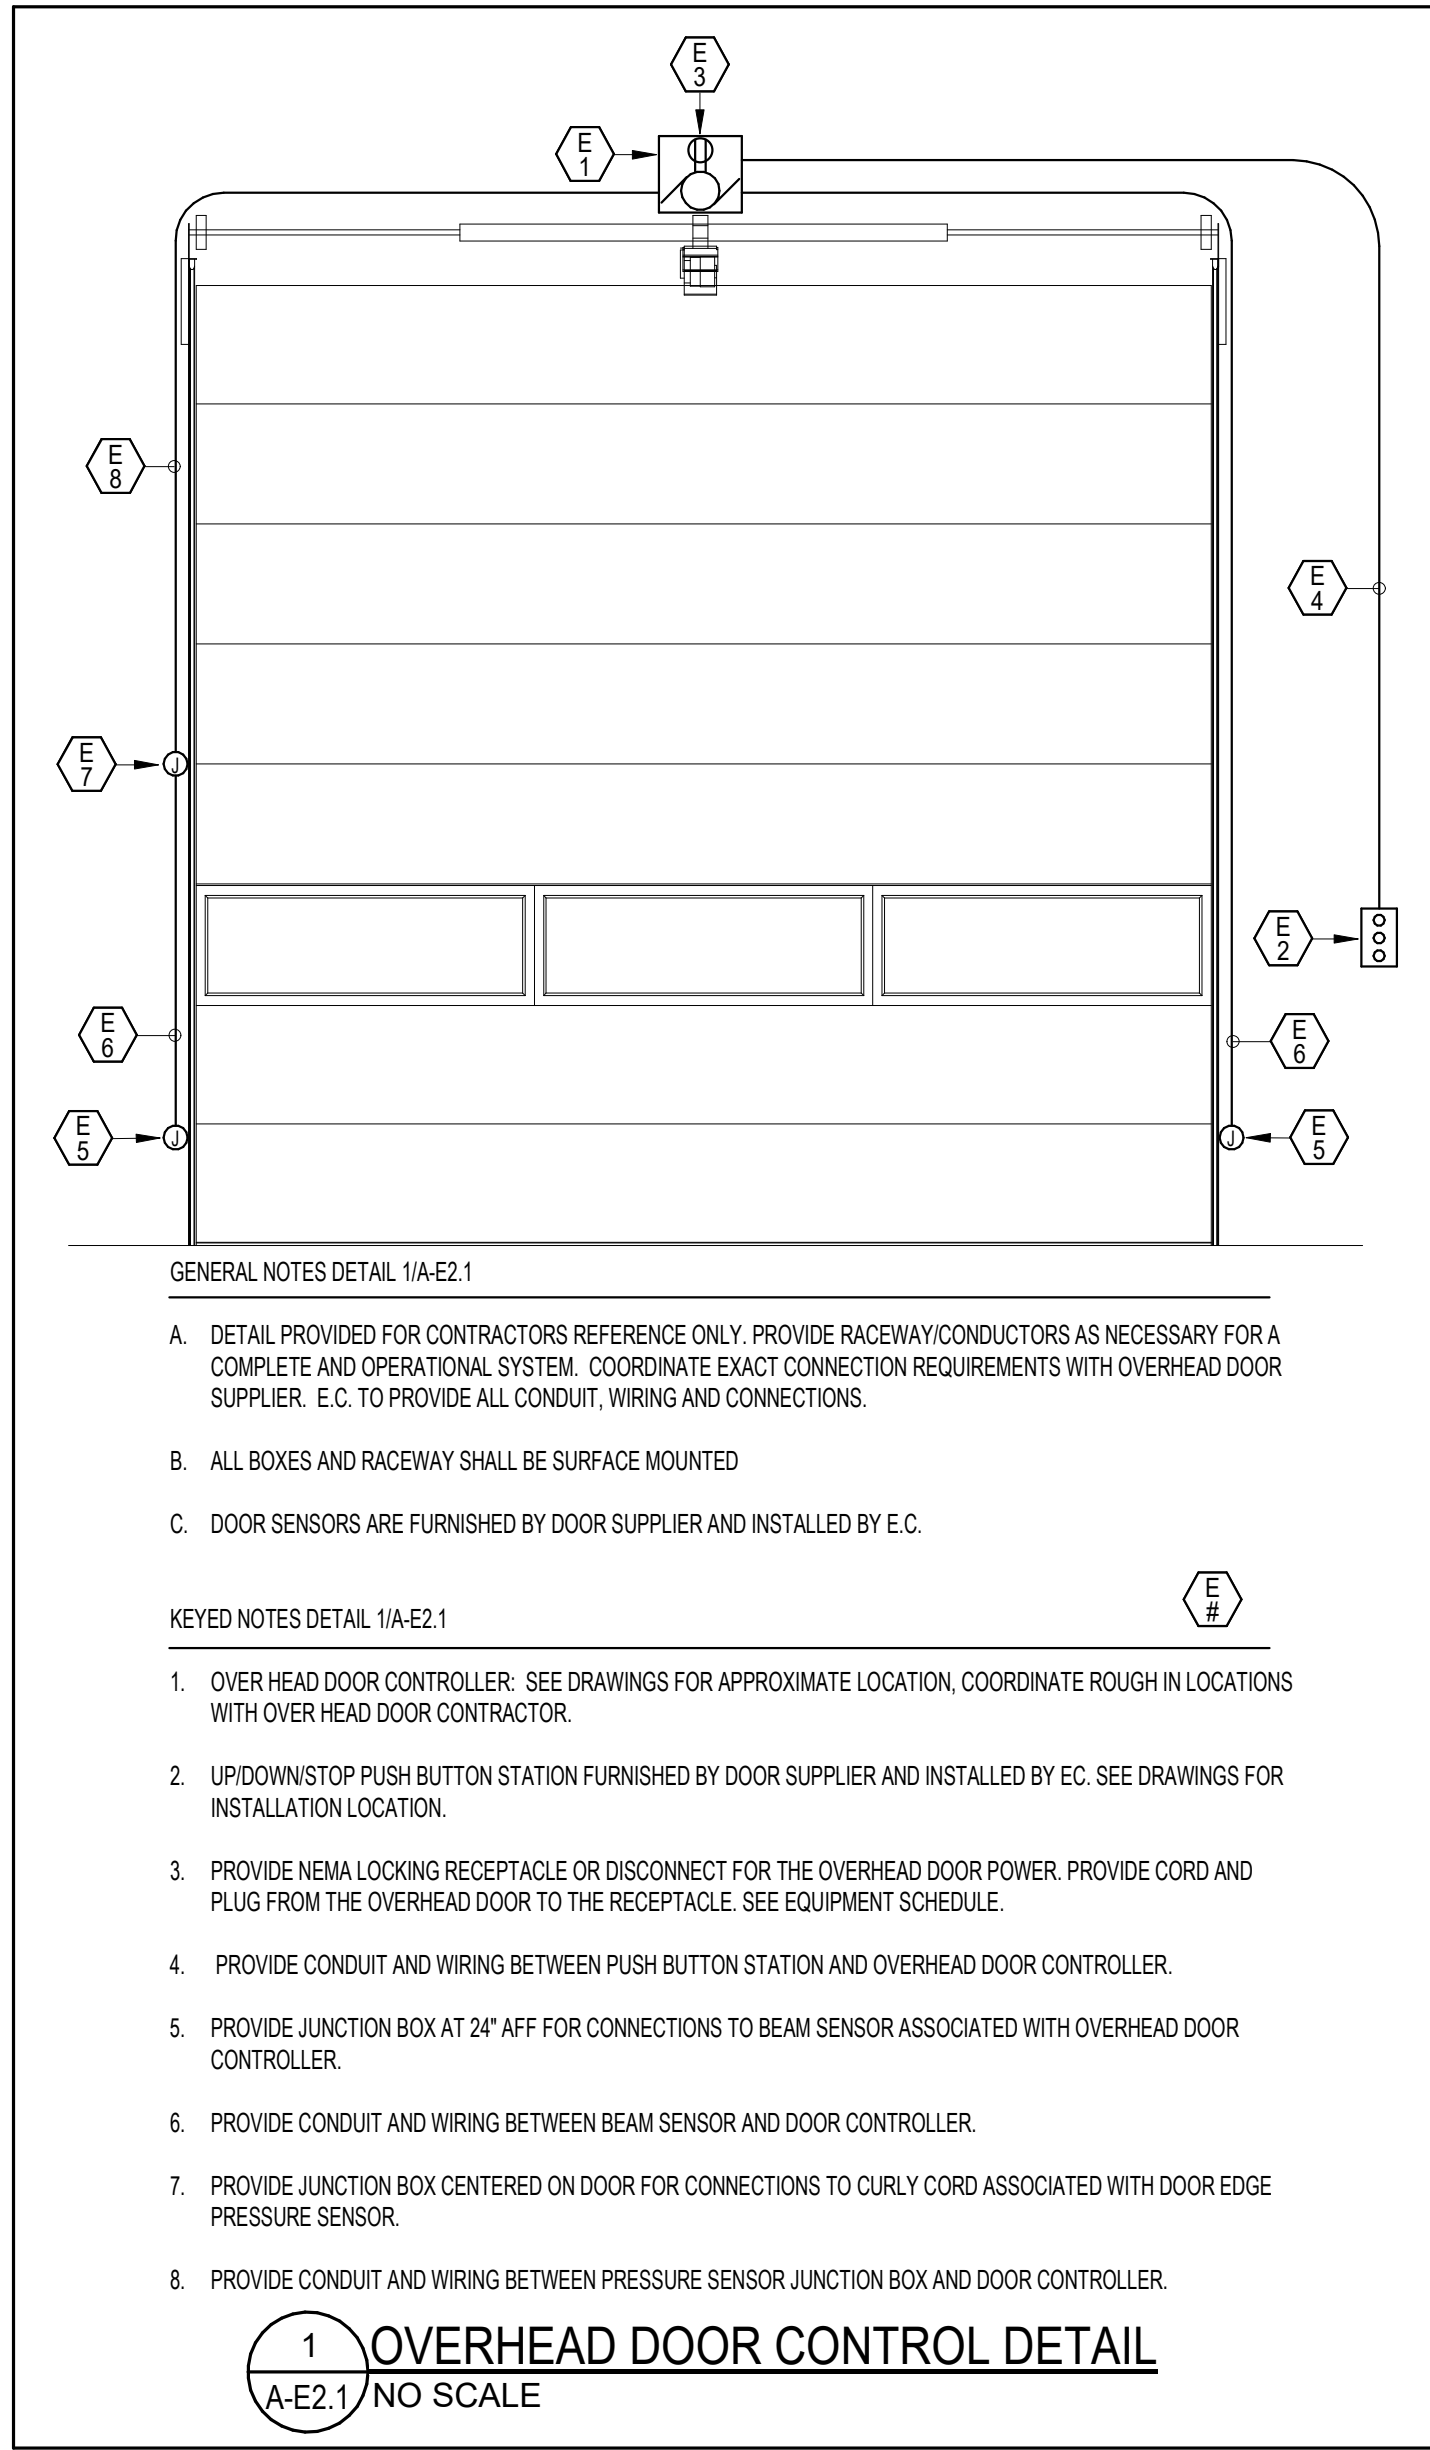 E
3
E
1
E
8
E
4
E
7
J
E
2
E
6
E
6
E
5
J
J
E
5
GENERAL NOTES DETAIL 1/A-E2.1
A. DETAIL PROVIDED FOR CONTRACTORS REFERENCE ONLY. PROVIDE RACEWAY/CONDUCTORS AS NECESSARY FOR A
COMPLETE AND OPERATIONAL SYSTEM. COORDINATE EXACT CONNECTION REQUIREMENTS WITH OVERHEAD DOOR
SUPPLIER. E.C. TO PROVIDE ALL CONDUIT, WIRING AND CONNECTIONS.
B. ALL BOXES AND RACEWAY SHALL BE SURFACE MOUNTED
C. DOOR SENSORS ARE FURNISHED BY DOOR SUPPLIER AND INSTALLED BY E.C.
KEYED NOTES DETAIL 1/A-E2.1
E
#
1. OVER HEAD DOOR CONTROLLER: SEE DRAWINGS FOR APPROXIMATE LOCATION, COORDINATE ROUGH IN LOCATIONS
WITH OVER HEAD DOOR CONTRACTOR.
2. UP/DOWN/STOP PUSH BUTTON STATION FURNISHED BY DOOR SUPPLIER AND INSTALLED BY EC. SEE DRAWINGS FOR
INSTALLATION LOCATION.
3. PROVIDE NEMA LOCKING RECEPTACLE OR DISCONNECT FOR THE OVERHEAD DOOR POWER. PROVIDE CORD AND
PLUG FROM THE OVERHEAD DOOR TO THE RECEPTACLE. SEE EQUIPMENT SCHEDULE.
4. PROVIDE CONDUIT AND WIRING BETWEEN PUSH BUTTON STATION AND OVERHEAD DOOR CONTROLLER.
5. PROVIDE JUNCTION BOX AT 24" AFF FOR CONNECTIONS TO BEAM SENSOR ASSOCIATED WITH OVERHEAD DOOR
CONTROLLER.
6. PROVIDE CONDUIT AND WIRING BETWEEN BEAM SENSOR AND DOOR CONTROLLER.
7. PROVIDE JUNCTION BOX CENTERED ON DOOR FOR CONNECTIONS TO CURLY CORD ASSOCIATED WITH DOOR EDGE
PRESSURE SENSOR.
8. PROVIDE CONDUIT AND WIRING BETWEEN PRESSURE SENSOR JUNCTION BOX AND DOOR CONTROLLER.
1 OVERHEAD DOOR CONTROL DETAIL
A-E2.1 NO SCALE